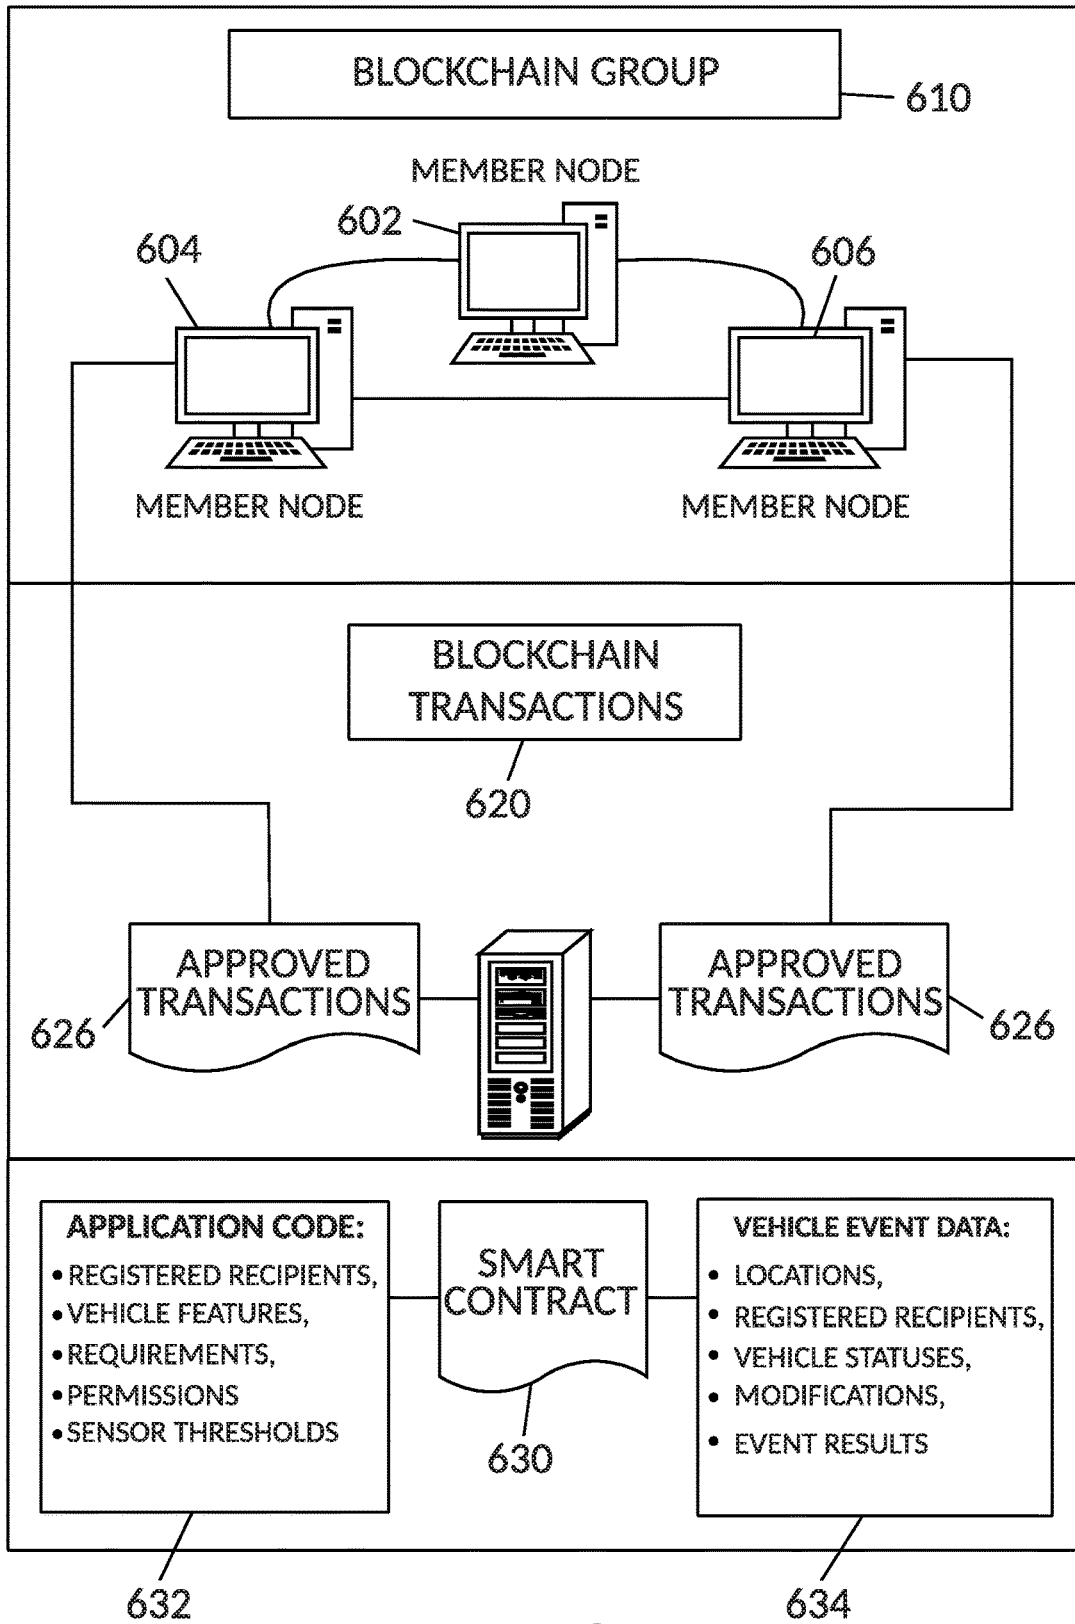 BLOCKCHAIN GROUP
610
MEMBER NODE
602
604
606
MEMBER NODE
MEMBER NODE
BLOCKCHAIN
TRANSACTIONS
620
APPROVED
TRANSACTIONS
626
APPROVED
TRANSACTIONS
626
APPLICATION CODE:
• REGISTERED RECIPIENTS,
• VEHICLE FEATURES,
• REQUIREMENTS,
• PERMISSIONS
• SENSOR THRESHOLDS
SMART
CONTRACT
630
VEHICLE EVENT DATA:
• LOCATIONS,
• REGISTERED RECIPIENTS,
• VEHICLE STATUSES,
• MODIFICATIONS,
• EVENT RESULTS
632
634